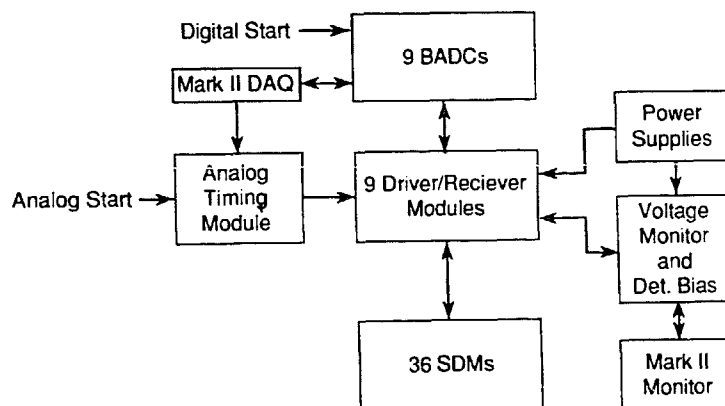 Digital Start
9 BADCs
Mark II DAQ
Power
Supplies
Analog
Timing
Module
9 Driver/Reciever
Modules
Analog Start
Voltage
Monitor
and
Det. Bias
36 SDMs
Mark II
Monitor